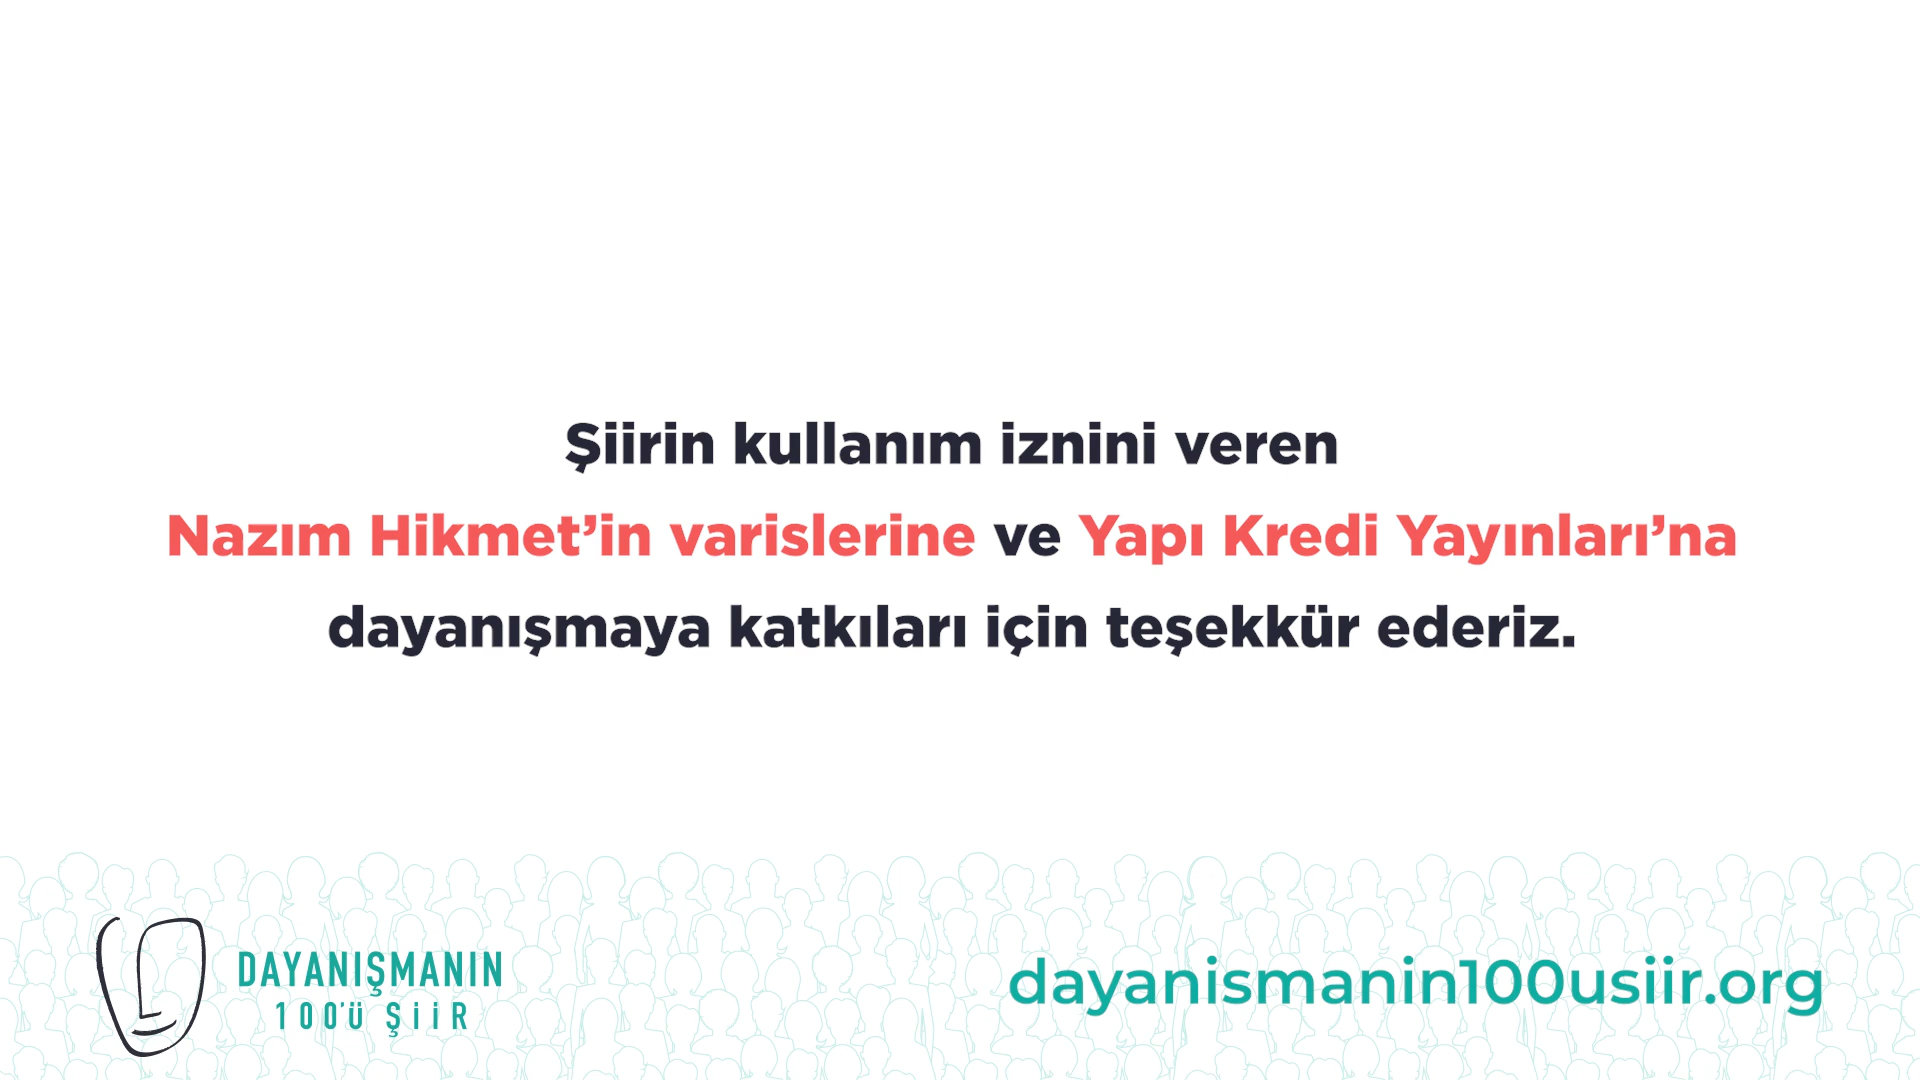 Şiirin kullanım iznini veren
Nazım Hikmet’in varislerine ve Yapı Kredi Yayınları’na
dayanışmaya katkıları için teşekkür ederiz.
DAYANIŞMANIN
100'Ü ŞİİR
dayanismanin100usiir.org